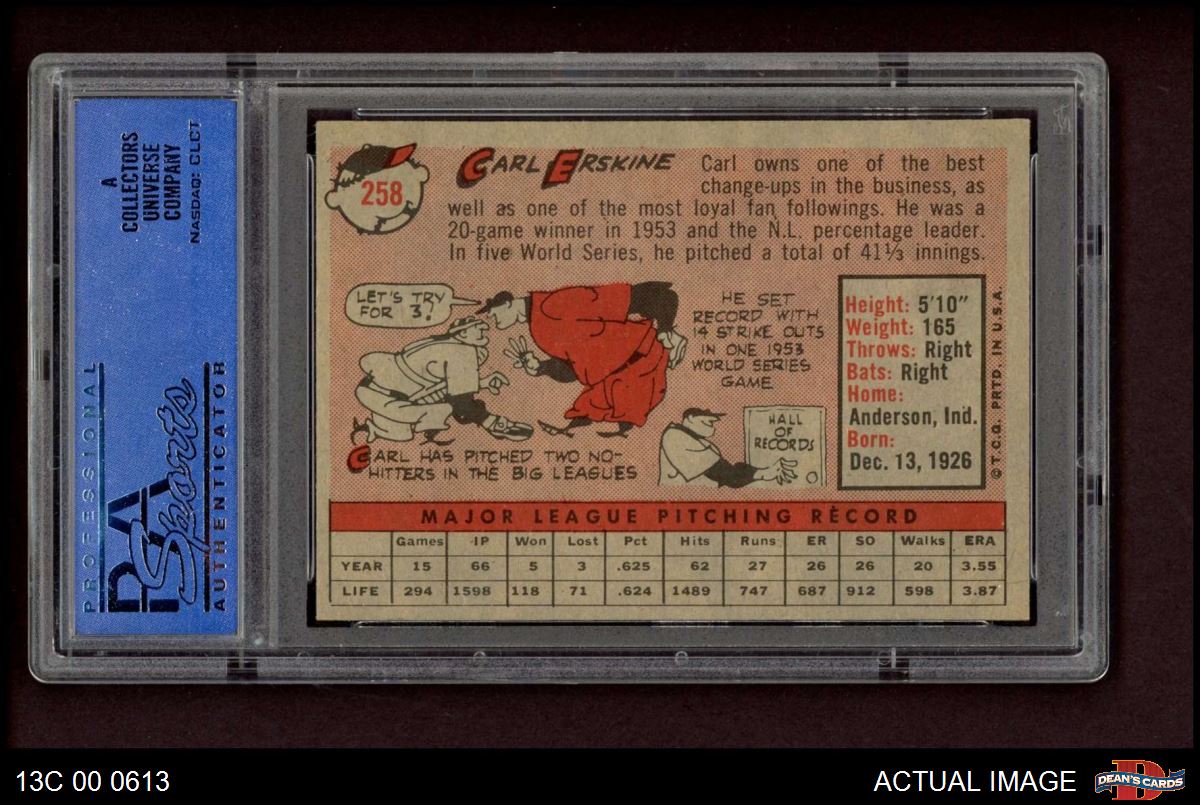 A
COLLECTORS
UNIVERSE
COMPANY
NASDAQ: CLCT
PROFESSIONAL
PSA
Sports
AUTHENTICATOR
258
CARL ERSKINE
Carl owns one of the best
change-ups in the business, as
well as one of the most loyal fan followings. He was a
20-game winner in 1953 and the N.L. percentage leader.
In five World Series, he pitched a total of 41⅓ innings.
LET'S TRY
FOR 3!
CARL HAS PITCHED TWO NO-
HITTERS IN THE BIG LEAGUES
HE SET
RECORD WITH
14 STRIKE OUTS
IN ONE 1953
WORLD SERIES
GAME
HALL
OF
RECORDS
Height: 5'10"
Weight: 165
Throws: Right
Bats: Right
Home:
Anderson, Ind.
Born:
Dec. 13, 1926
© T.C.G. PRTD. IN U.S.A.
MAJOR LEAGUE PITCHING RECORD
Games IP Won Lost Pct Hits Runs ER SO Walks ERA
YEAR 15 66 5 3 .625 62 27 26 26 20 3.55
LIFE 294 1598 118 71 .624 1489 747 687 912 598 3.87
13C 00 0613
ACTUAL IMAGE
D
DEAN'S CARDS